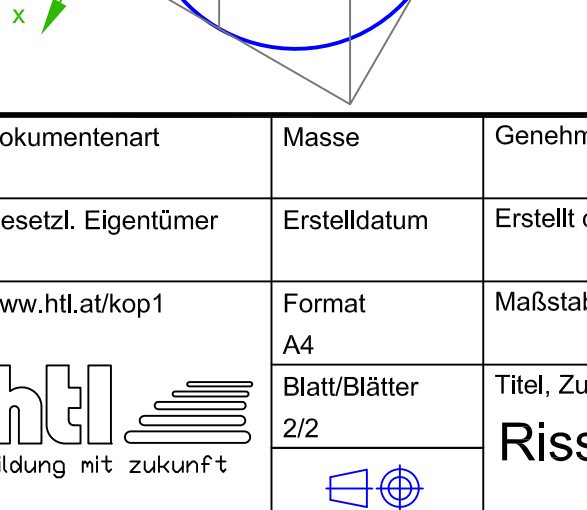 x
okumentenart Masse Genehm
esetzl. Eigentümer Erstelldatum Erstellt
ww.htl.at/kop1 Format Maßstab
A4
Blatt/Blätter Titel, Zu
2/2 Riss
htl
ildung mit zukunft